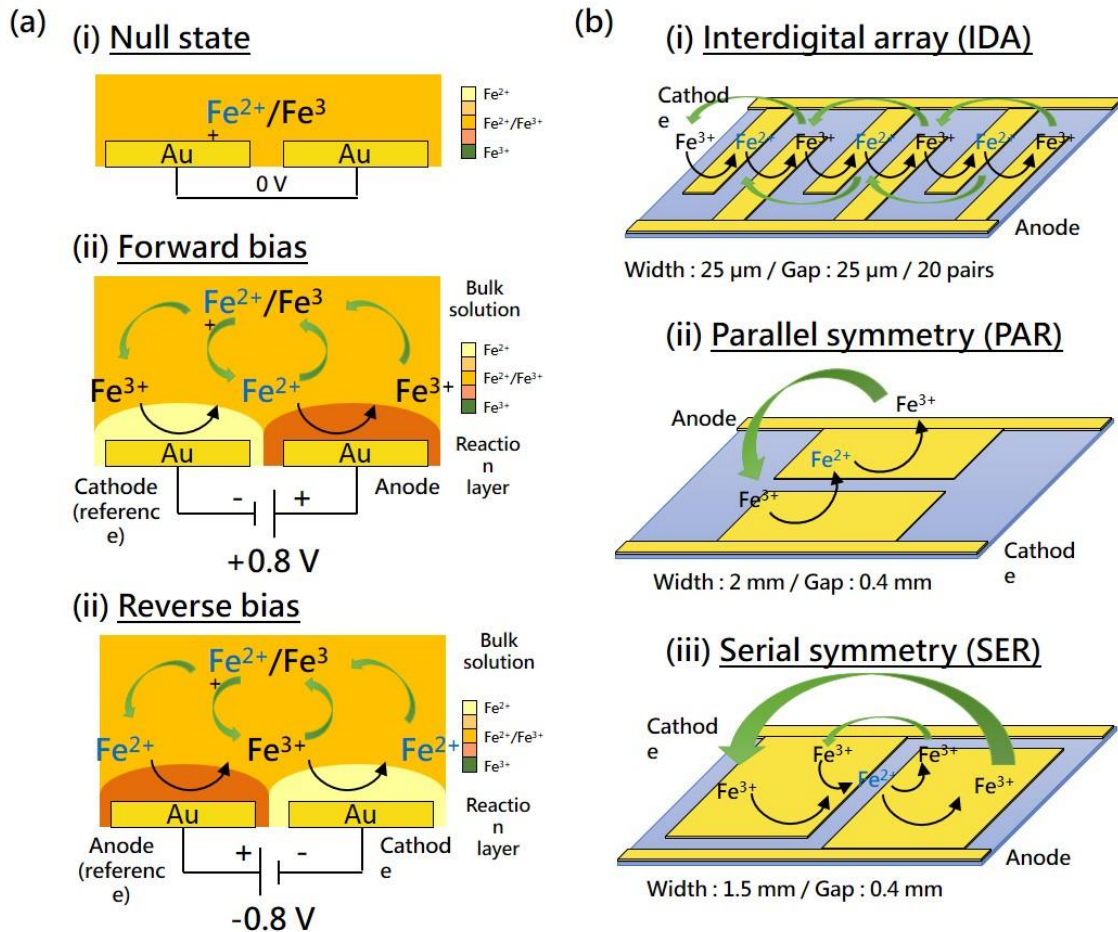 (a)
(i) Null state
Fe²⁺/Fe³
+
Au
Au
0 V
Fe²⁺
Fe²⁺/Fe³⁺
Fe³⁺
(ii) Forward bias
Fe²⁺/Fe³
+
Bulk
solution
Fe²⁺
Fe²⁺/Fe³⁺
Fe³⁺
Fe³⁺
Fe²⁺
Fe³⁺
Au
Au
Reactio
n
layer
Cathode
(referenc
e)
-
+
Anode
+0.8 V
(ii) Reverse bias
Fe²⁺/Fe³
+
Bulk
solution
Fe²⁺
Fe²⁺/Fe³⁺
Fe³⁺
Fe²⁺
Fe³⁺
Fe²⁺
Au
Au
Reactio
n
layer
Anode
(referenc
e)
+
-
Cathod
e
-0.8 V
(b)
(i) Interdigital array (IDA)
Cathod
e
Fe³⁺ Fe²⁺ Fe³⁺ Fe²⁺ Fe³⁺ Fe²⁺ Fe³⁺
Anode
Width : 25 μm / Gap : 25 μm / 20 pairs
(ii) Parallel symmetry (PAR)
Fe³⁺
Anode
Fe²⁺
Fe³⁺
Cathod
e
Width : 2 mm / Gap : 0.4 mm
(iii) Serial symmetry (SER)
Cathod
e
Fe³⁺
Fe³⁺
Fe³⁺
Fe²⁺
Fe³⁺
Anode
Width : 1.5 mm / Gap : 0.4 mm